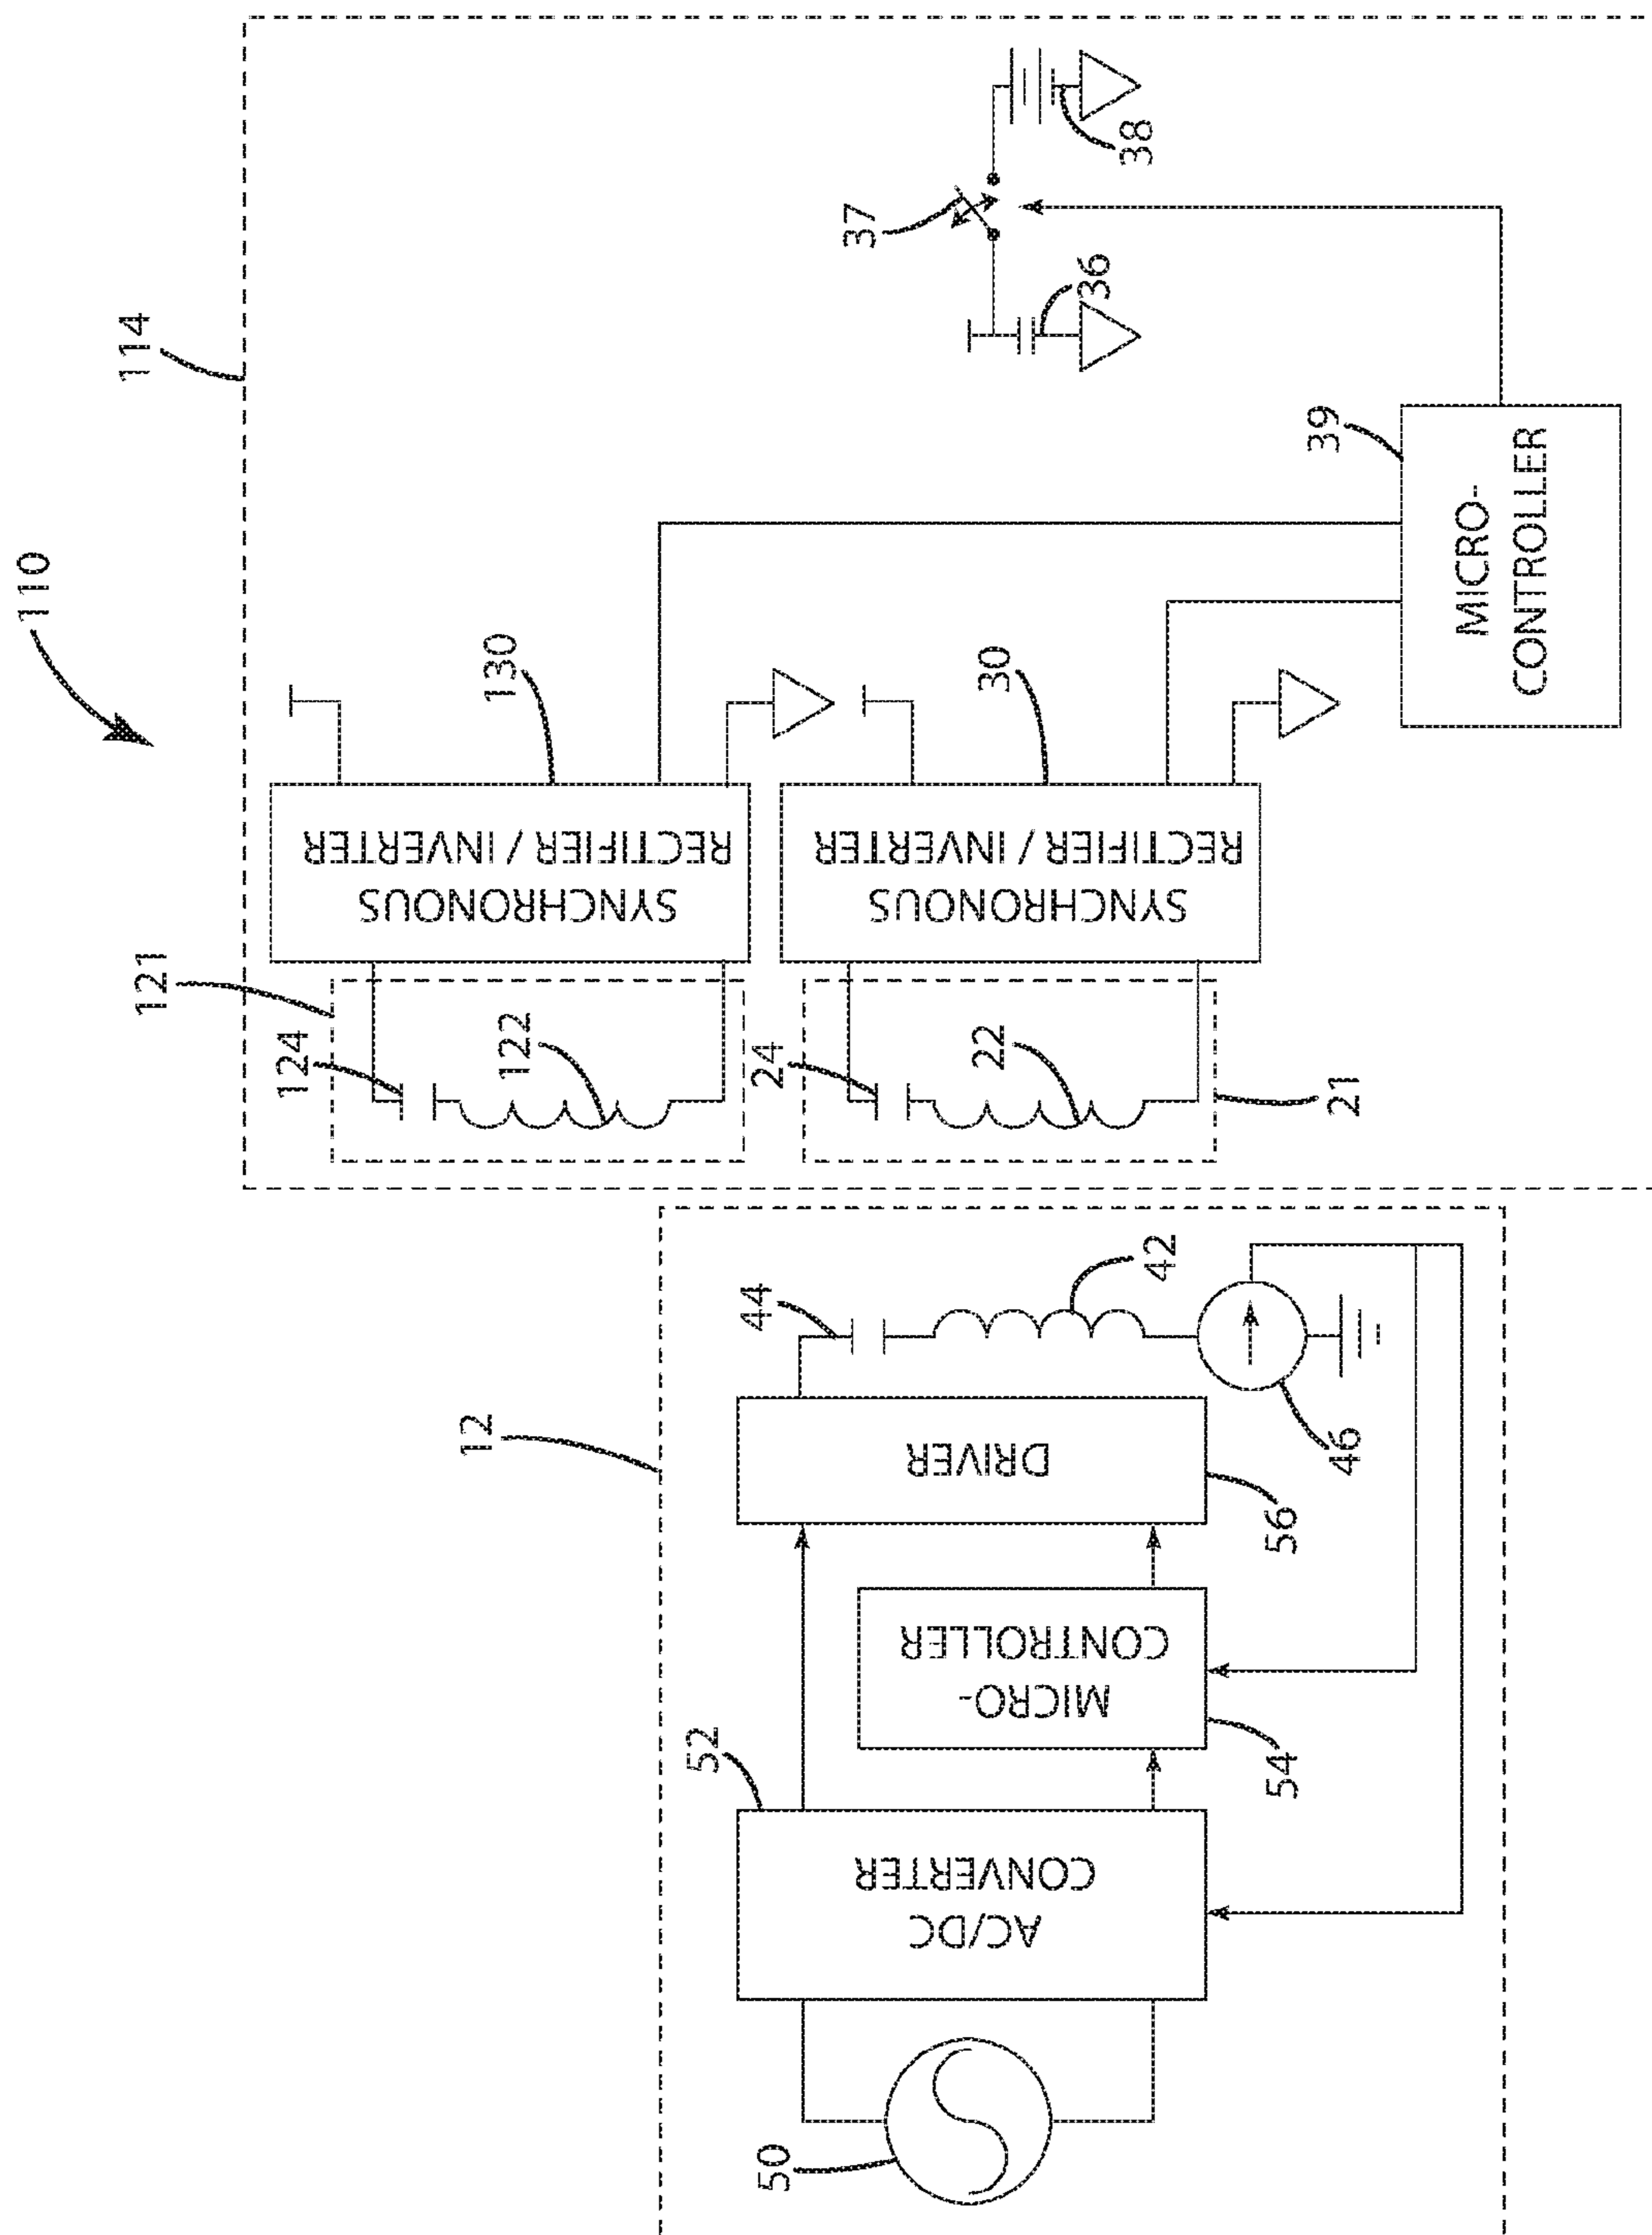 110
114
121
124
122
130
SYNCHRONOUS
RECTIFIER / INVERTER
24
22
21
30
SYNCHRONOUS
RECTIFIER / INVERTER
37
36
38
39
MICRO-
CONTROLLER
12
50
52
AC/DC
CONVERTER
54
MICRO-
CONTROLLER
56
DRIVER
44
42
46